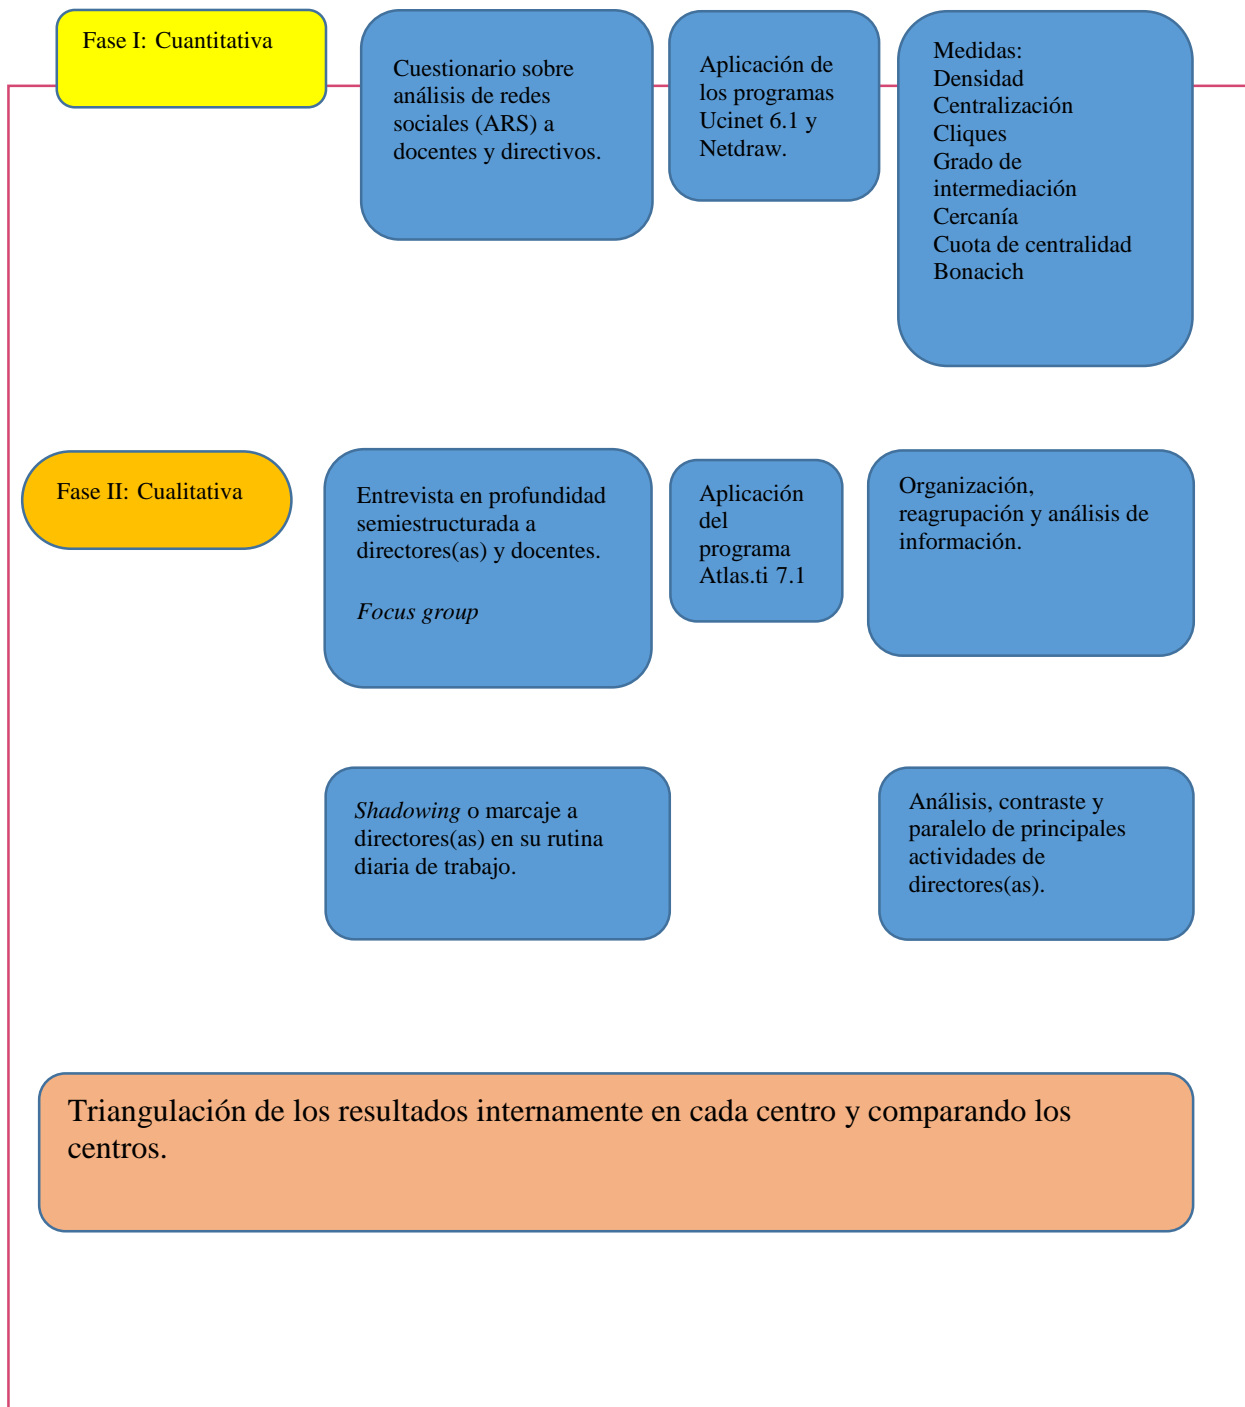 Fase I: Cuantitativa
Cuestionario sobre
análisis de redes
sociales (ARS) a
docentes y directivos.
Aplicación de
los programas
Ucinet 6.1 y
Netdraw.
Medidas:
Densidad
Centralización
Cliques
Grado de
intermediación
Cercanía
Cuota de centralidad
Bonacich
Fase II: Cualitativa
Entrevista en profundidad
semiestructurada a
directores(as) y docentes.
Focus group
Aplicación
del
programa
Atlas.ti 7.1
Organización,
reagrupación y análisis de
información.
Shadowing o marcaje a
directores(as) en su rutina
diaria de trabajo.
Análisis, contraste y
paralelo de principales
actividades de
directores(as).
Triangulación de los resultados internamente en cada centro y comparando los
centros.